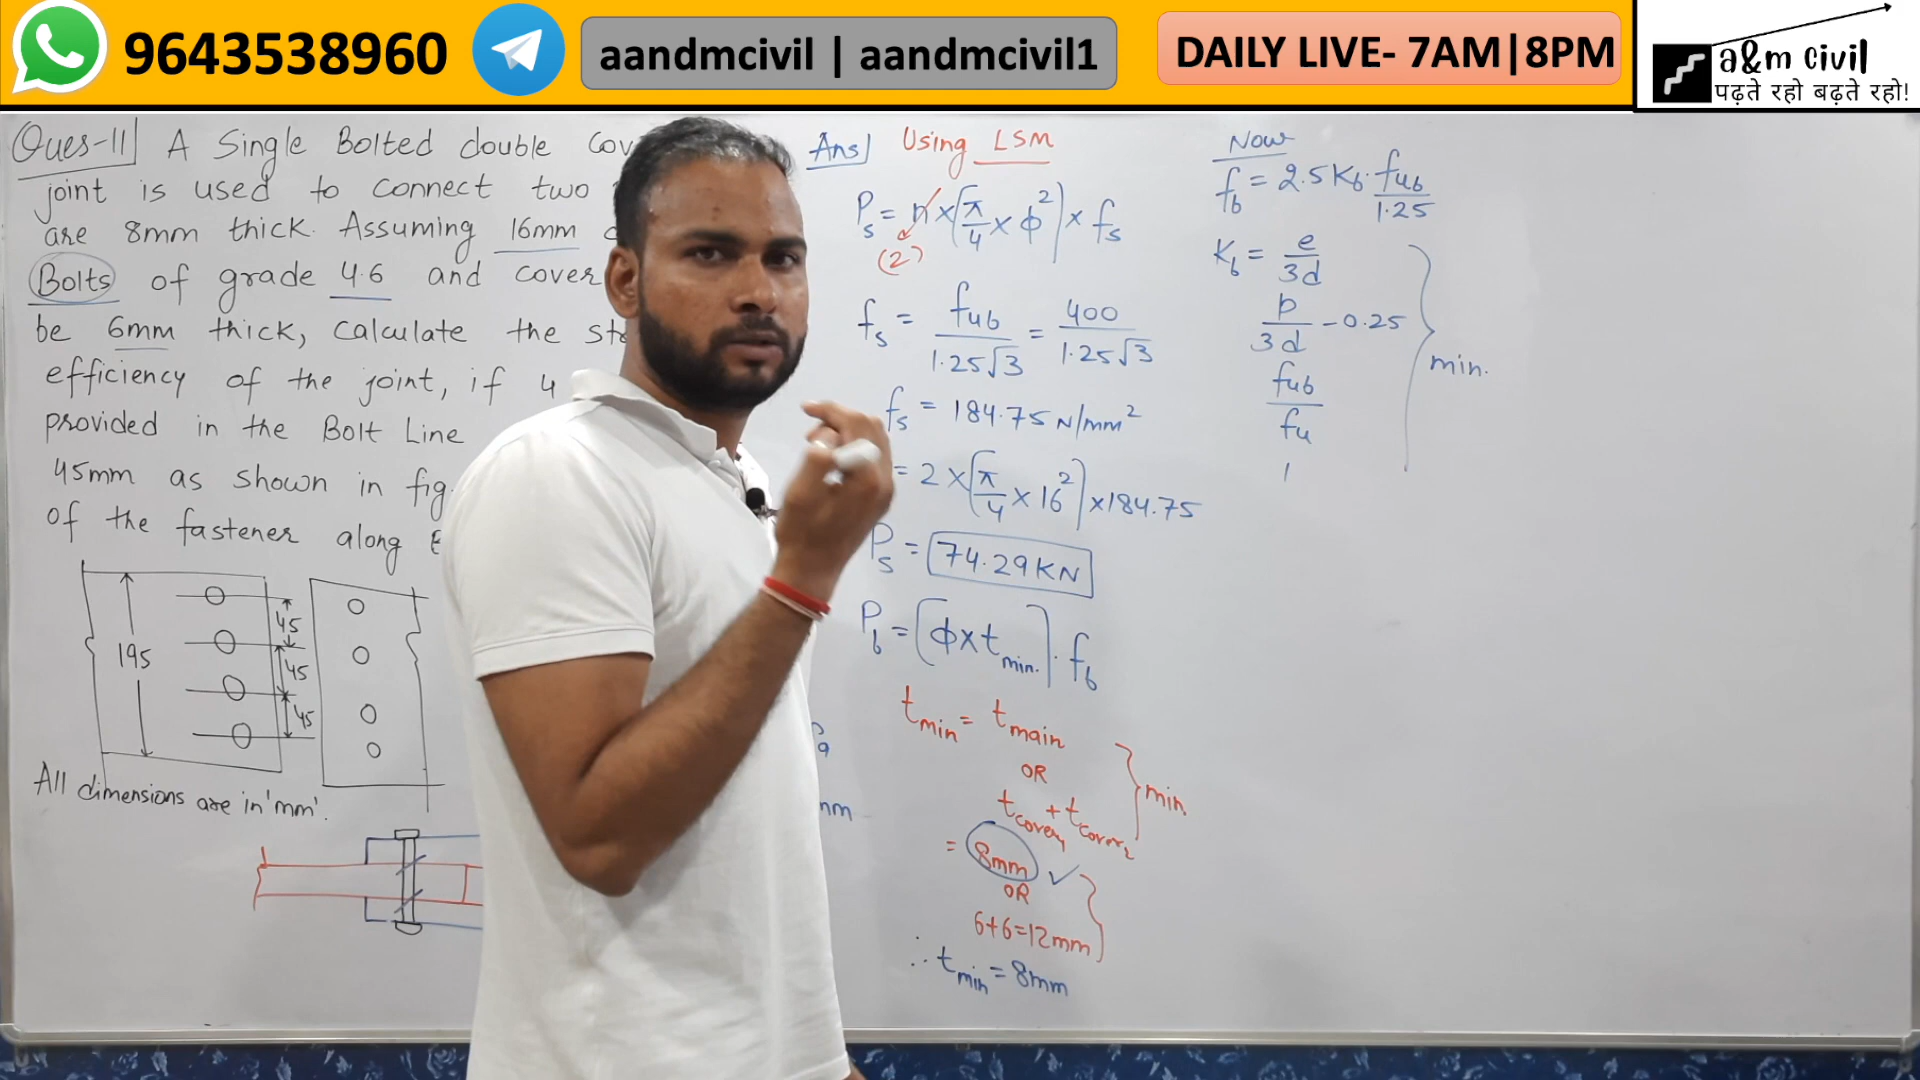 9643538960
aandmcivil | aandmcivil1
DAILY LIVE- 7AM|8PM
a&m civil
पढ़ते रहो बढ़ते रहो!
Ques-11 A Single Bolted double
joint is used to connect two
are 8mm thick. Assuming 16mm
Bolts of grade 4.6 and cover
be 6mm thick, calculate the
efficiency of the joint, if 4
provided in the Bolt Line
45mm as shown in fig.
of the fastener along
195
45
45
45
All dimensions are in 'mm'.
Ans Using LSM
Ps = n × (π/4 × ϕ²) × fs
(2)
fs = fub/1.25√3 = 400/1.25√3
fs = 184.75 N/mm²
= 2 × (π/4 × 16²) × 184.75
Ps = 74.29 KN
Pb = [ϕ × tmin.] . fb
tmin = tmain
OR
tcover1 + tcover2
min
= 8mm ✓
OR
6+6=12mm
∴ tmin = 8mm
Now
fb = 2.5 Kb . fub/1.25
Kb = e/3d
p/3d - 0.25
fub/fu
1
min.